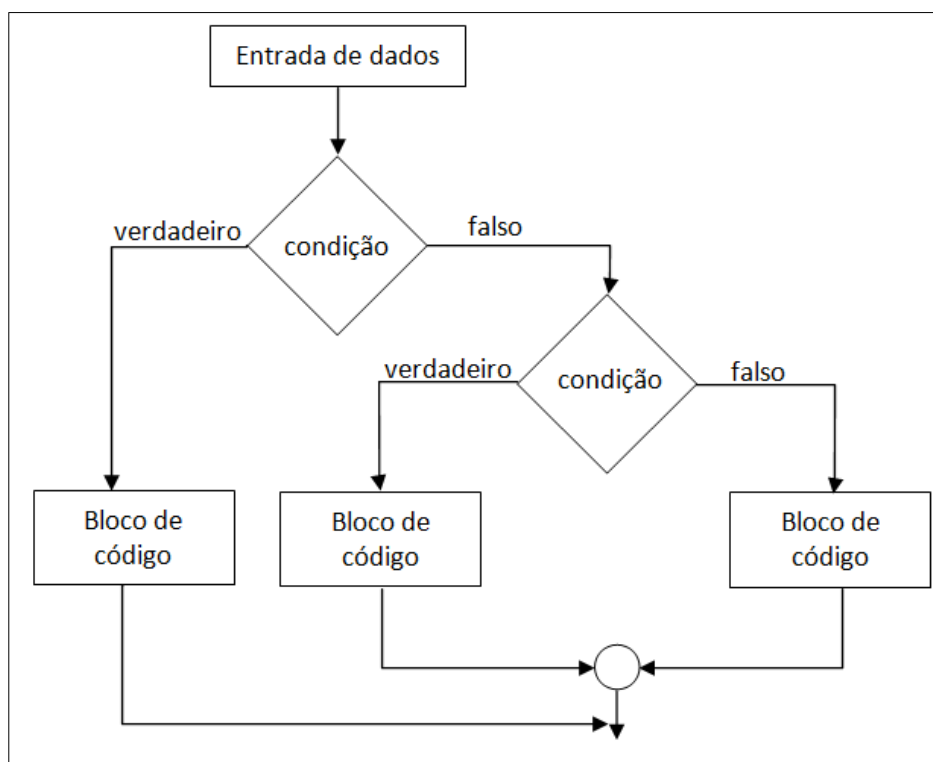 Entrada de dados
verdadeiro
condição
falso
verdadeiro
condição
falso
Bloco de
código
Bloco de
código
Bloco de
código